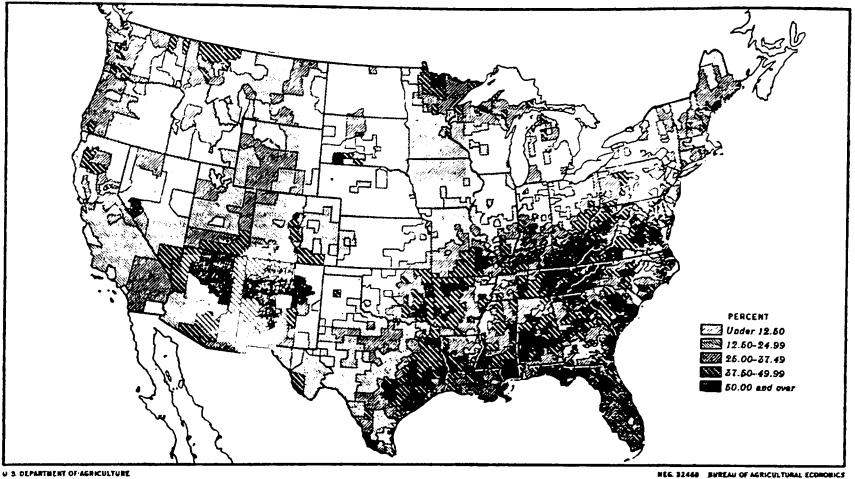 PERCENT
Under 12.50
12.50-24.99
25.00-37.49
37.50-49.99
50.00 and over
U S DEPARTMENT OF AGRICULTURE
NEG. 32468 BUREAU OF AGRICULTURAL ECONOMICS